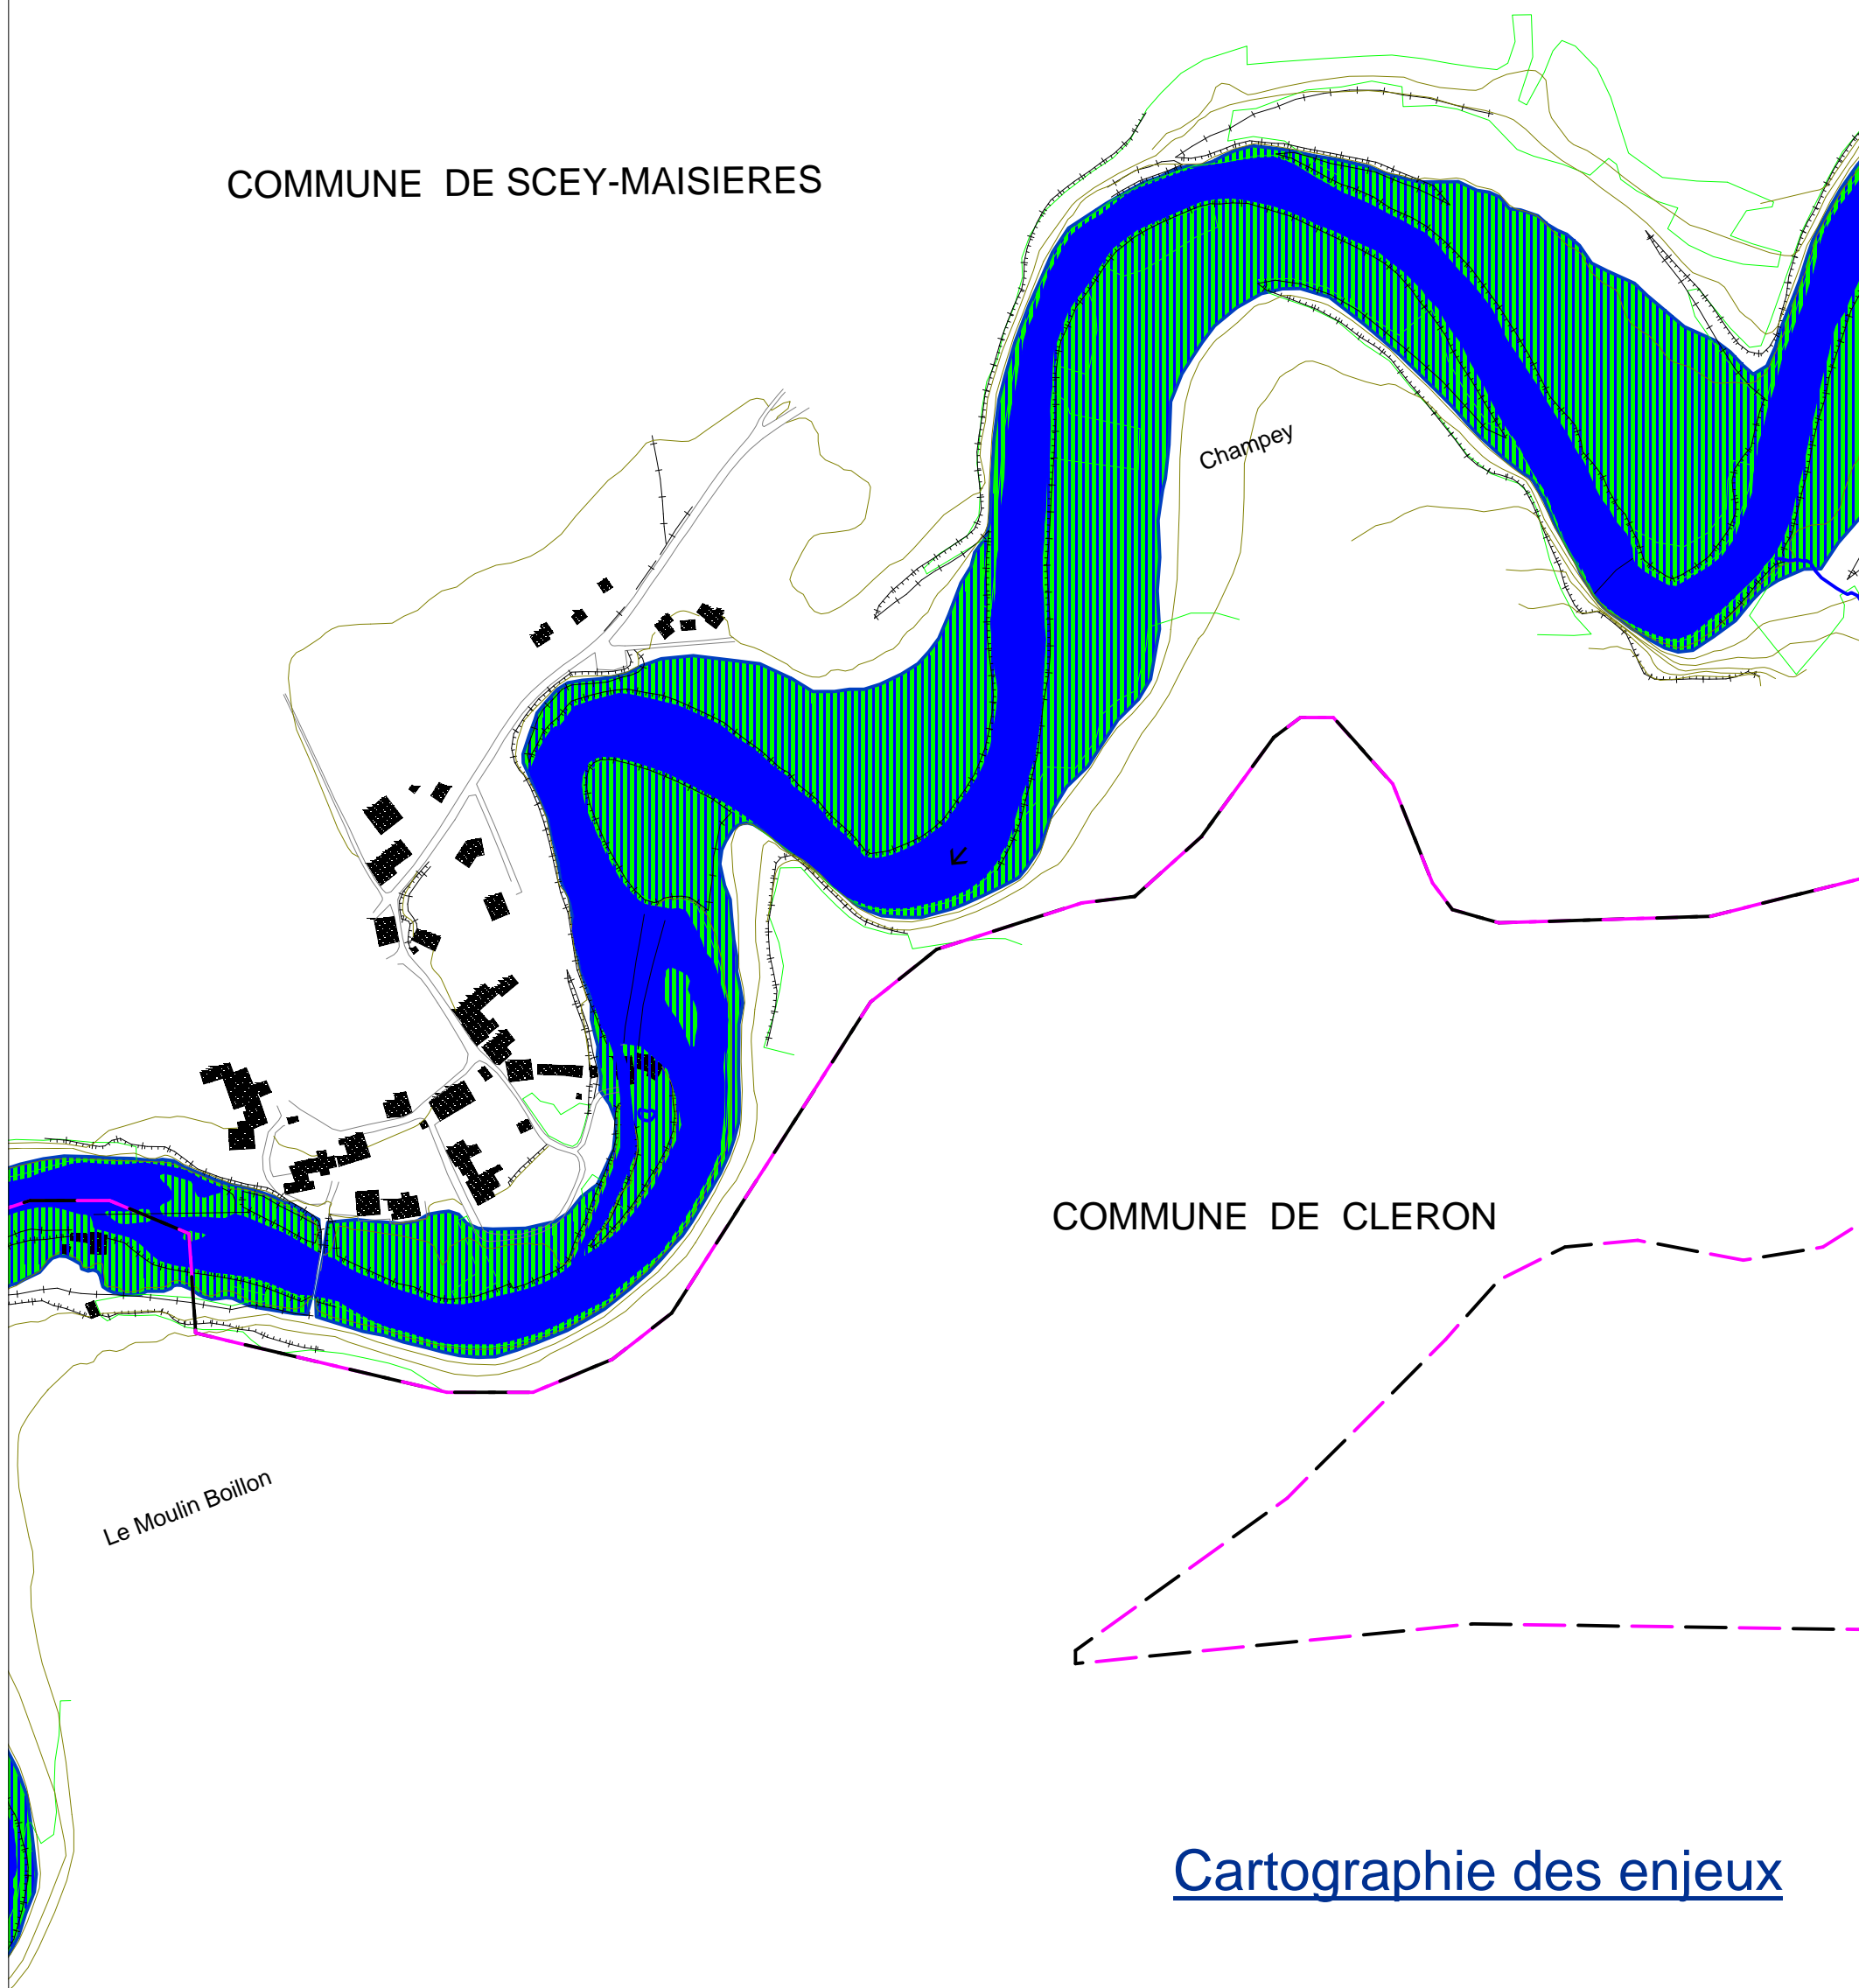 COMMUNE DE SCEY-MAISIERES
Champey
COMMUNE DE CLERON
Le Moulin Boillon
Cartographie des enjeux